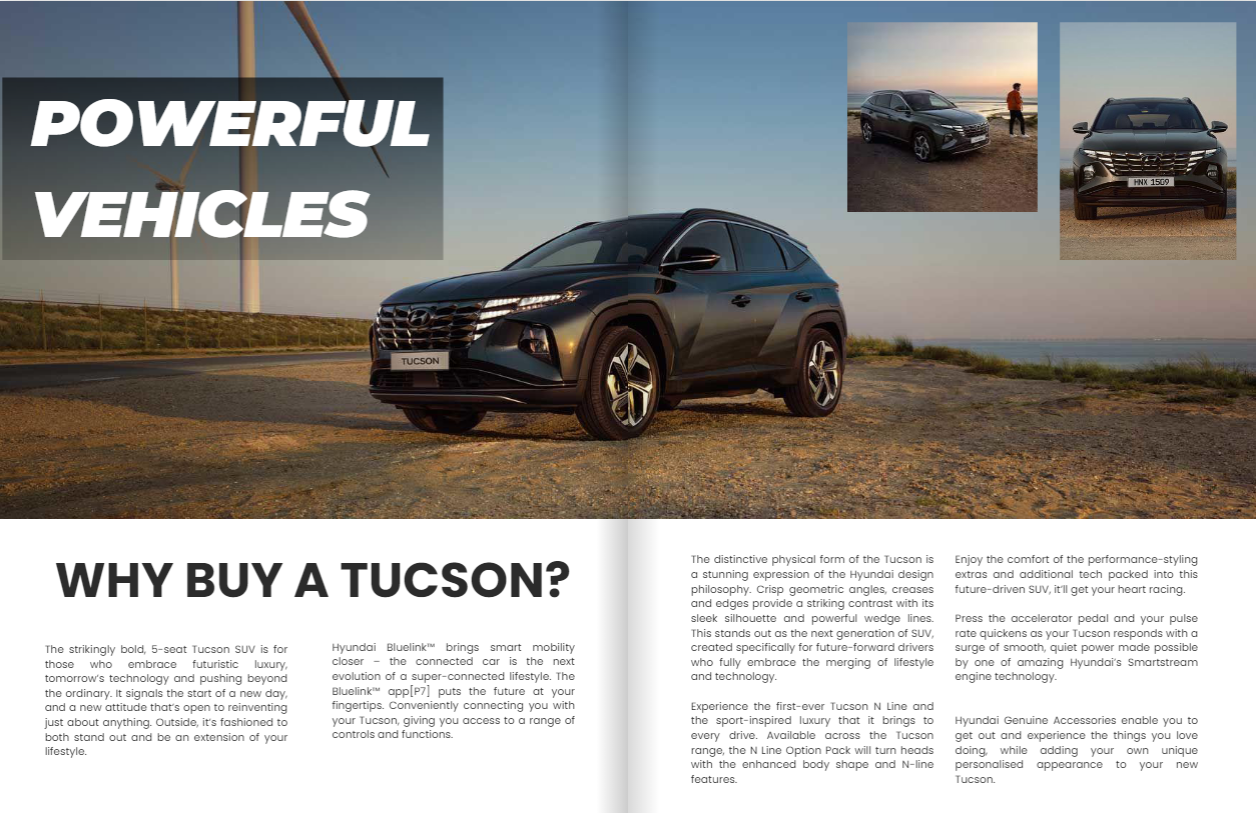 POWERFUL
VEHICLES
TUCSON
HNX 15G9
WHY BUY A TUCSON?
The strikingly bold, 5-seat Tucson SUV is for
those who embrace futuristic luxury,
tomorrow's technology and pushing beyond
the ordinary. It signals the start of a new day,
and a new attitude that's open to reinventing
just about anything. Outside, it's fashioned to
both stand out and be an extension of your
lifestyle.
Hyundai Bluelink™ brings smart mobility
closer – the connected car is the next
evolution of a super-connected lifestyle. The
Bluelink™ app[P7] puts the future at your
fingertips. Conveniently connecting you with
your Tucson, giving you access to a range of
controls and functions.
The distinctive physical form of the Tucson is
a stunning expression of the Hyundai design
philosophy. Crisp geometric angles, creases
and edges provide a striking contrast with its
sleek silhouette and powerful wedge lines.
This stands out as the next generation of SUV,
created specifically for future-forward drivers
who fully embrace the merging of lifestyle
and technology.
Experience the first-ever Tucson N Line and
the sport-inspired luxury that it brings to
every drive. Available across the Tucson
range, the N Line Option Pack will turn heads
with the enhanced body shape and N-line
features.
Enjoy the comfort of the performance-styling
extras and additional tech packed into this
future-driven SUV, it'll get your heart racing.
Press the accelerator pedal and your pulse
rate quickens as your Tucson responds with a
surge of smooth, quiet power made possible
by one of amazing Hyundai's Smartstream
engine technology.
Hyundai Genuine Accessories enable you to
get out and experience the things you love
doing, while adding your own unique
personalised appearance to your new
Tucson.